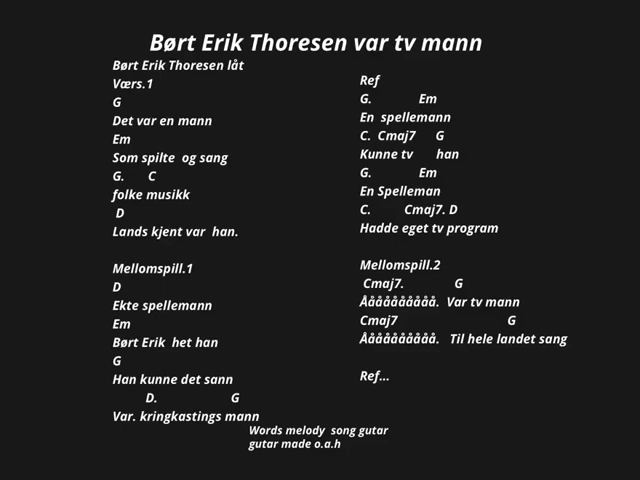 Børt Erik Thoresen var tv mann
Børt Erik Thoresen låt
Værs.1
G
Det var en mann
Em
Som spilte  og sang
G.      C
folke musikk
 D
Lands kjent var  han.
Mellomspill.1
D
Ekte spellemann
Em
Børt Erik  het han
G
Han kunne det sann
         D.                    G
Var. kringkastings mann
Ref
G.             Em
En  spellemann
C.  Cmaj7     G
Kunne tv      han
G.             Em
En Spelleman
C.         Cmaj7. D
Hadde eget tv program
Mellomspill.2
 Cmaj7.              G
Åååååååååå.  Var tv mann
Cmaj7                              G
Åååååååååå.   Til hele landet sang
Ref...
Words melody  song gutar
gutar made o.a.h